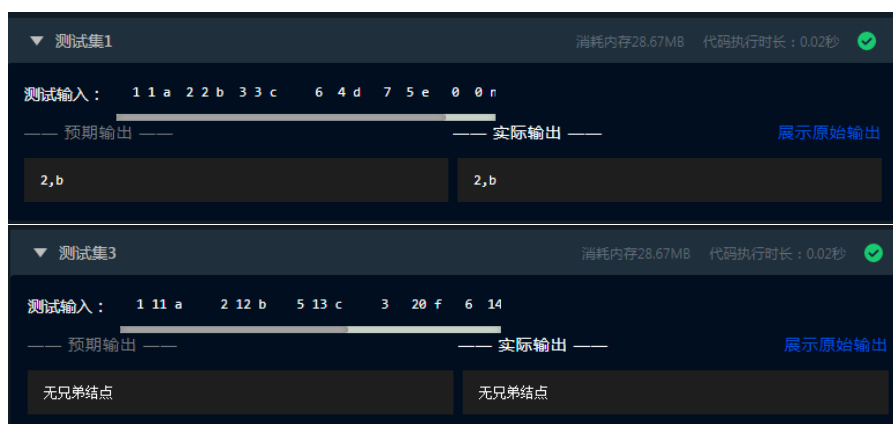 ▼ 测试集1 消耗内存28.67MB 代码执行时长：0.02秒
测试输入： 1 1 a 2 2 b 3 3 c 6 4 d 7 5 e 0 0
—— 预期输出 —— —— 实际输出 —— 展示原始输出
2,b 2,b
▼ 测试集3 消耗内存28.67MB 代码执行时长：0.02秒
测试输入： 1 11 a 2 12 b 5 13 c 3 20 f 6 14
—— 预期输出 —— —— 实际输出 —— 展示原始输出
无兄弟结点 无兄弟结点